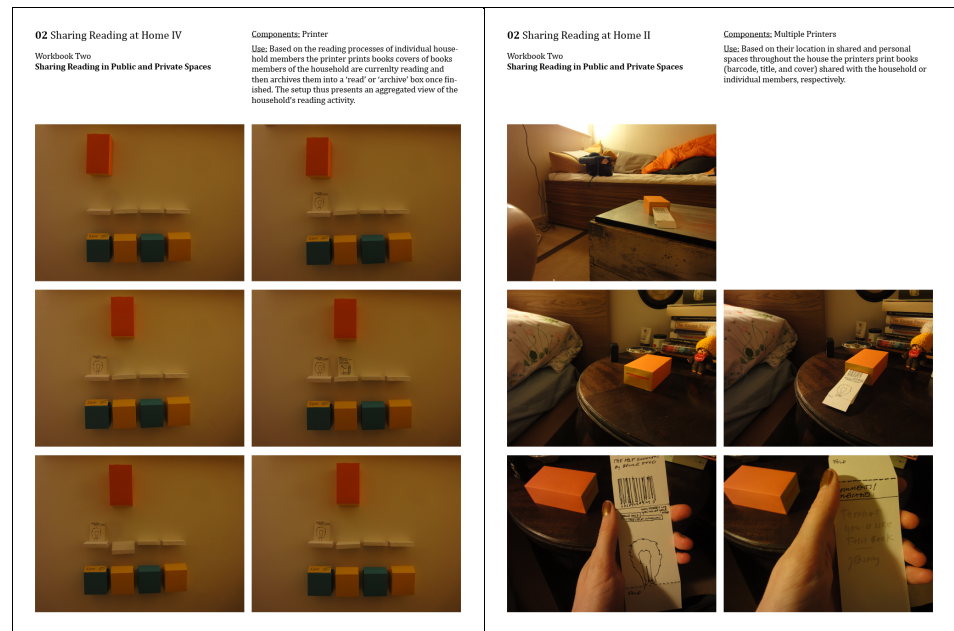 02 Sharing Reading at Home IV
Workbook Two
Sharing Reading in Public and Private Spaces
Components: Printer
Use: Based on the reading processes of individual house-
hold members the printer prints books covers of books
members of the household are currenlty reading and
then archives them into a 'read' or 'archive' box once fin-
ished. The setup thus presents an aggregated view of the
household's reading activity.
02 Sharing Reading at Home II
Workbook Two
Sharing Reading in Public and Private Spaces
Components: Multiple Printers
Use: Based on their location in shared and personal
spaces throughout the house the printers print books
(barcode, title, and cover) shared with the household or
individual members, respectively.
FOLD
FOLD
THIS BOOK